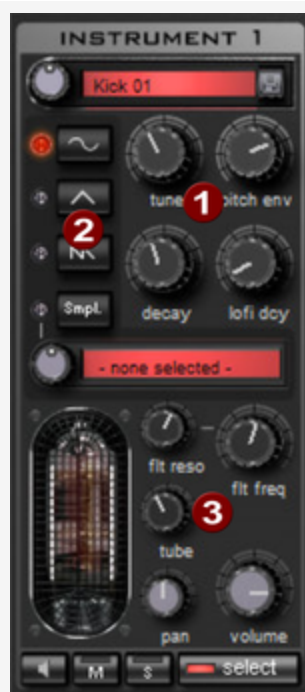 INSTRUMENT 1
Kick 01
tune 1 pitch env
2
Smpl.
decay lofi dcy
- none selected -
flt reso
flt freq
3
tube
pan volume
M S select